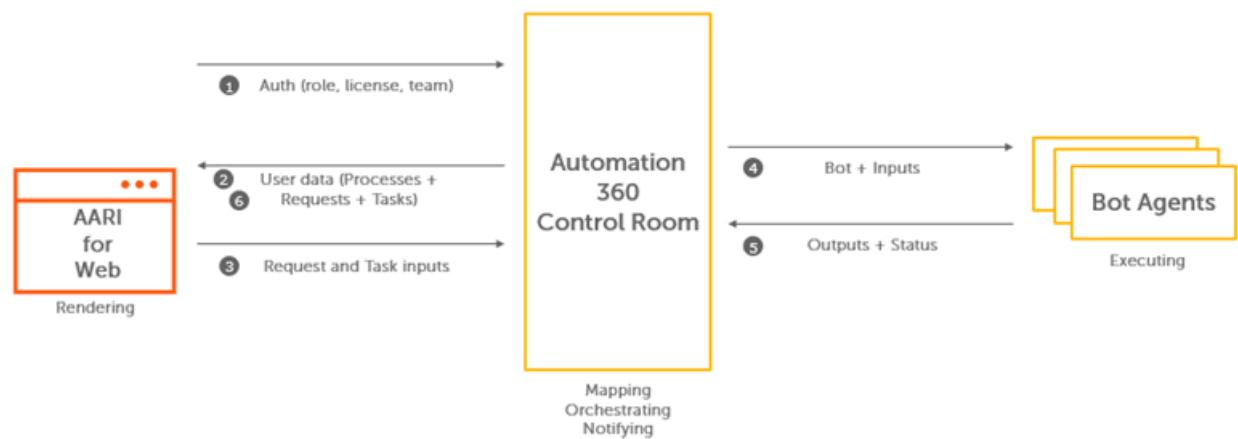 1 Auth (role, license, team)
2 User data (Processes +
6 Requests + Tasks)
3 Request and Task inputs
AARI
for
Web
Rendering
Automation
360
Control Room
Mapping
Orchestrating
Notifying
4 Bot + Inputs
5 Outputs + Status
Bot Agents
Executing